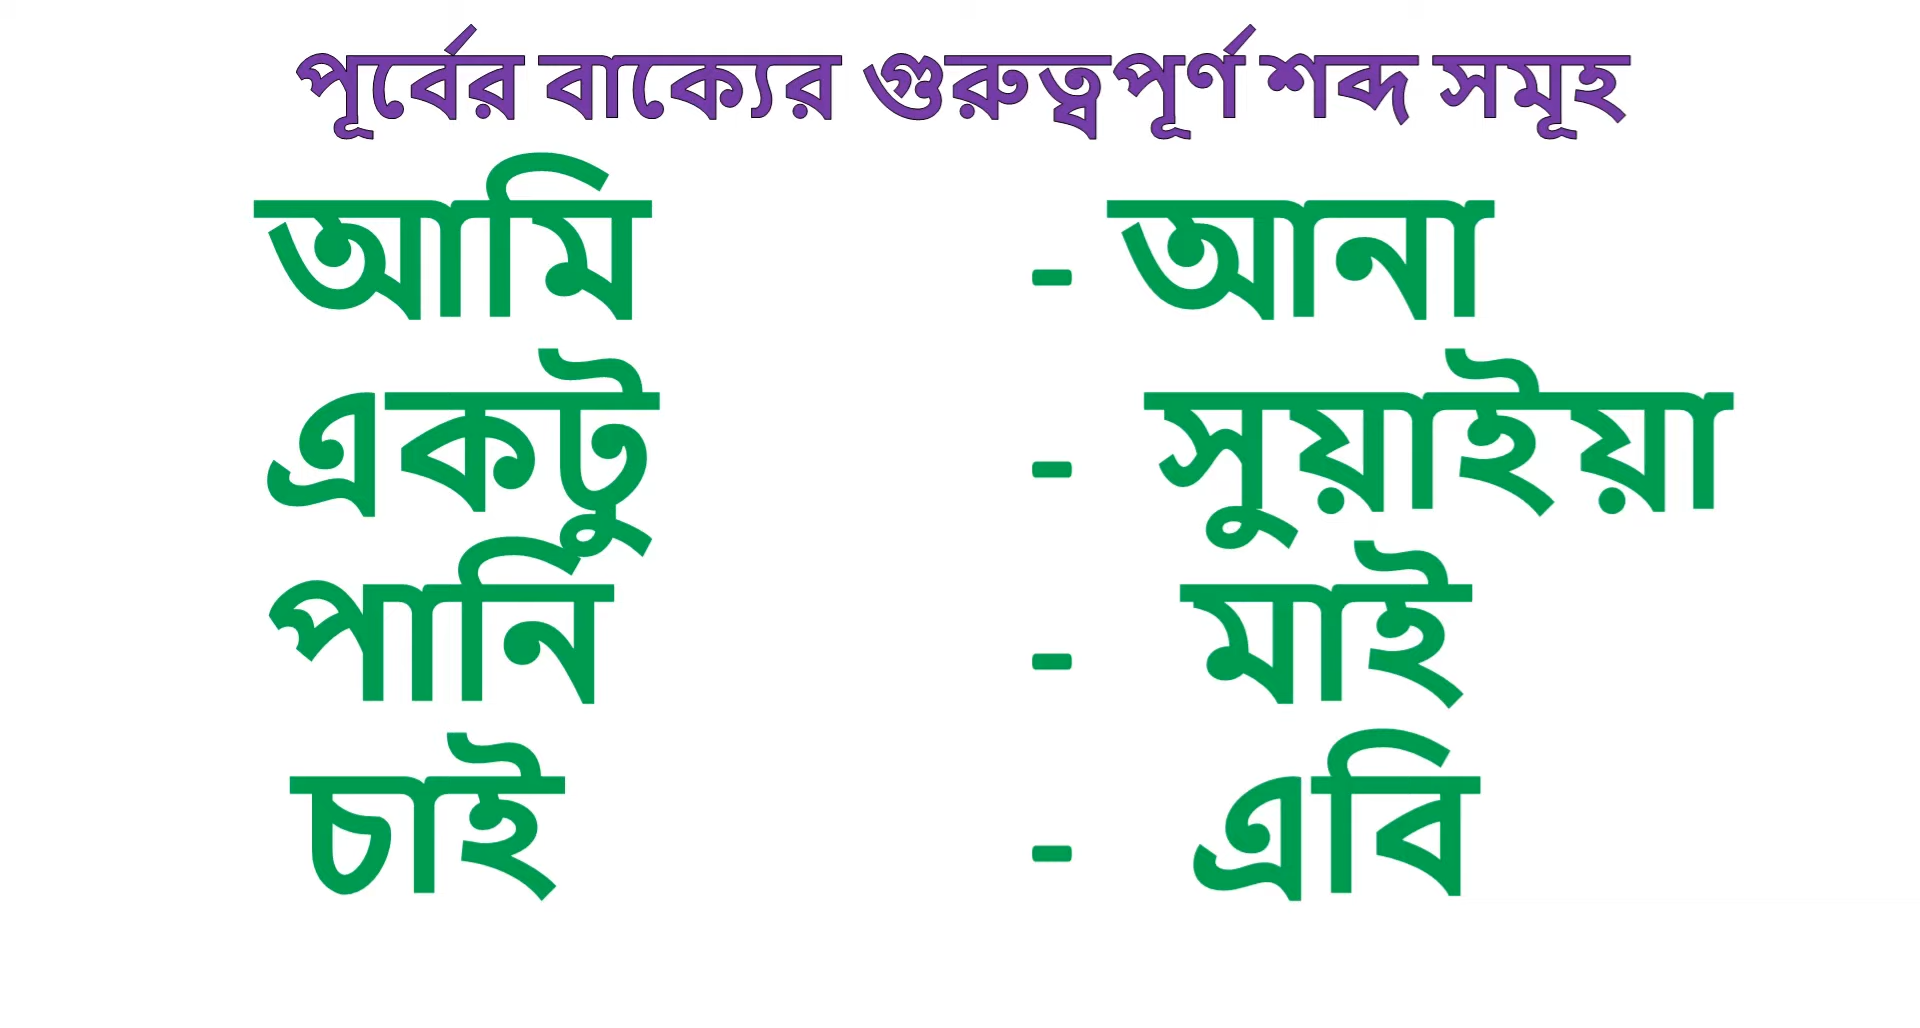 পূর্বের বাক্যের গুরুত্বপূর্ণ শব্দ সমূহ
আমি - আনা
একটু - সুয়াইয়া
পানি - মাই
চাই - এবি